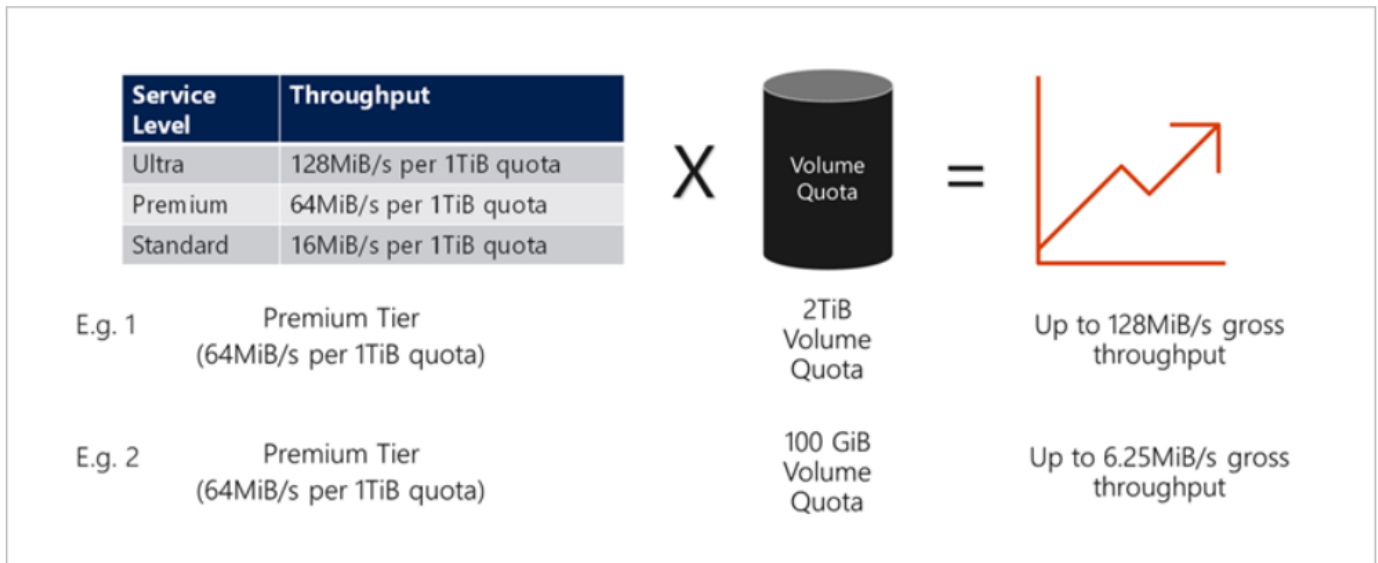 Service Level
Throughput
Ultra
128MiB/s per 1TiB quota
Premium
64MiB/s per 1TiB quota
Standard
16MiB/s per 1TiB quota
X
Volume
Quota
=
E.g. 1
Premium Tier
(64MiB/s per 1TiB quota)
2TiB
Volume
Quota
Up to 128MiB/s gross
throughput
E.g. 2
Premium Tier
(64MiB/s per 1TiB quota)
100 GiB
Volume
Quota
Up to 6.25MiB/s gross
throughput